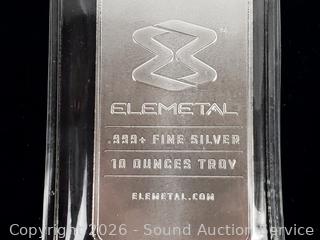 ELEMETAL
.999+ FINE SILVER
10 OUNCES TROY
ELEMETAL.COM
Copyright 2026 - Sound Auction Service